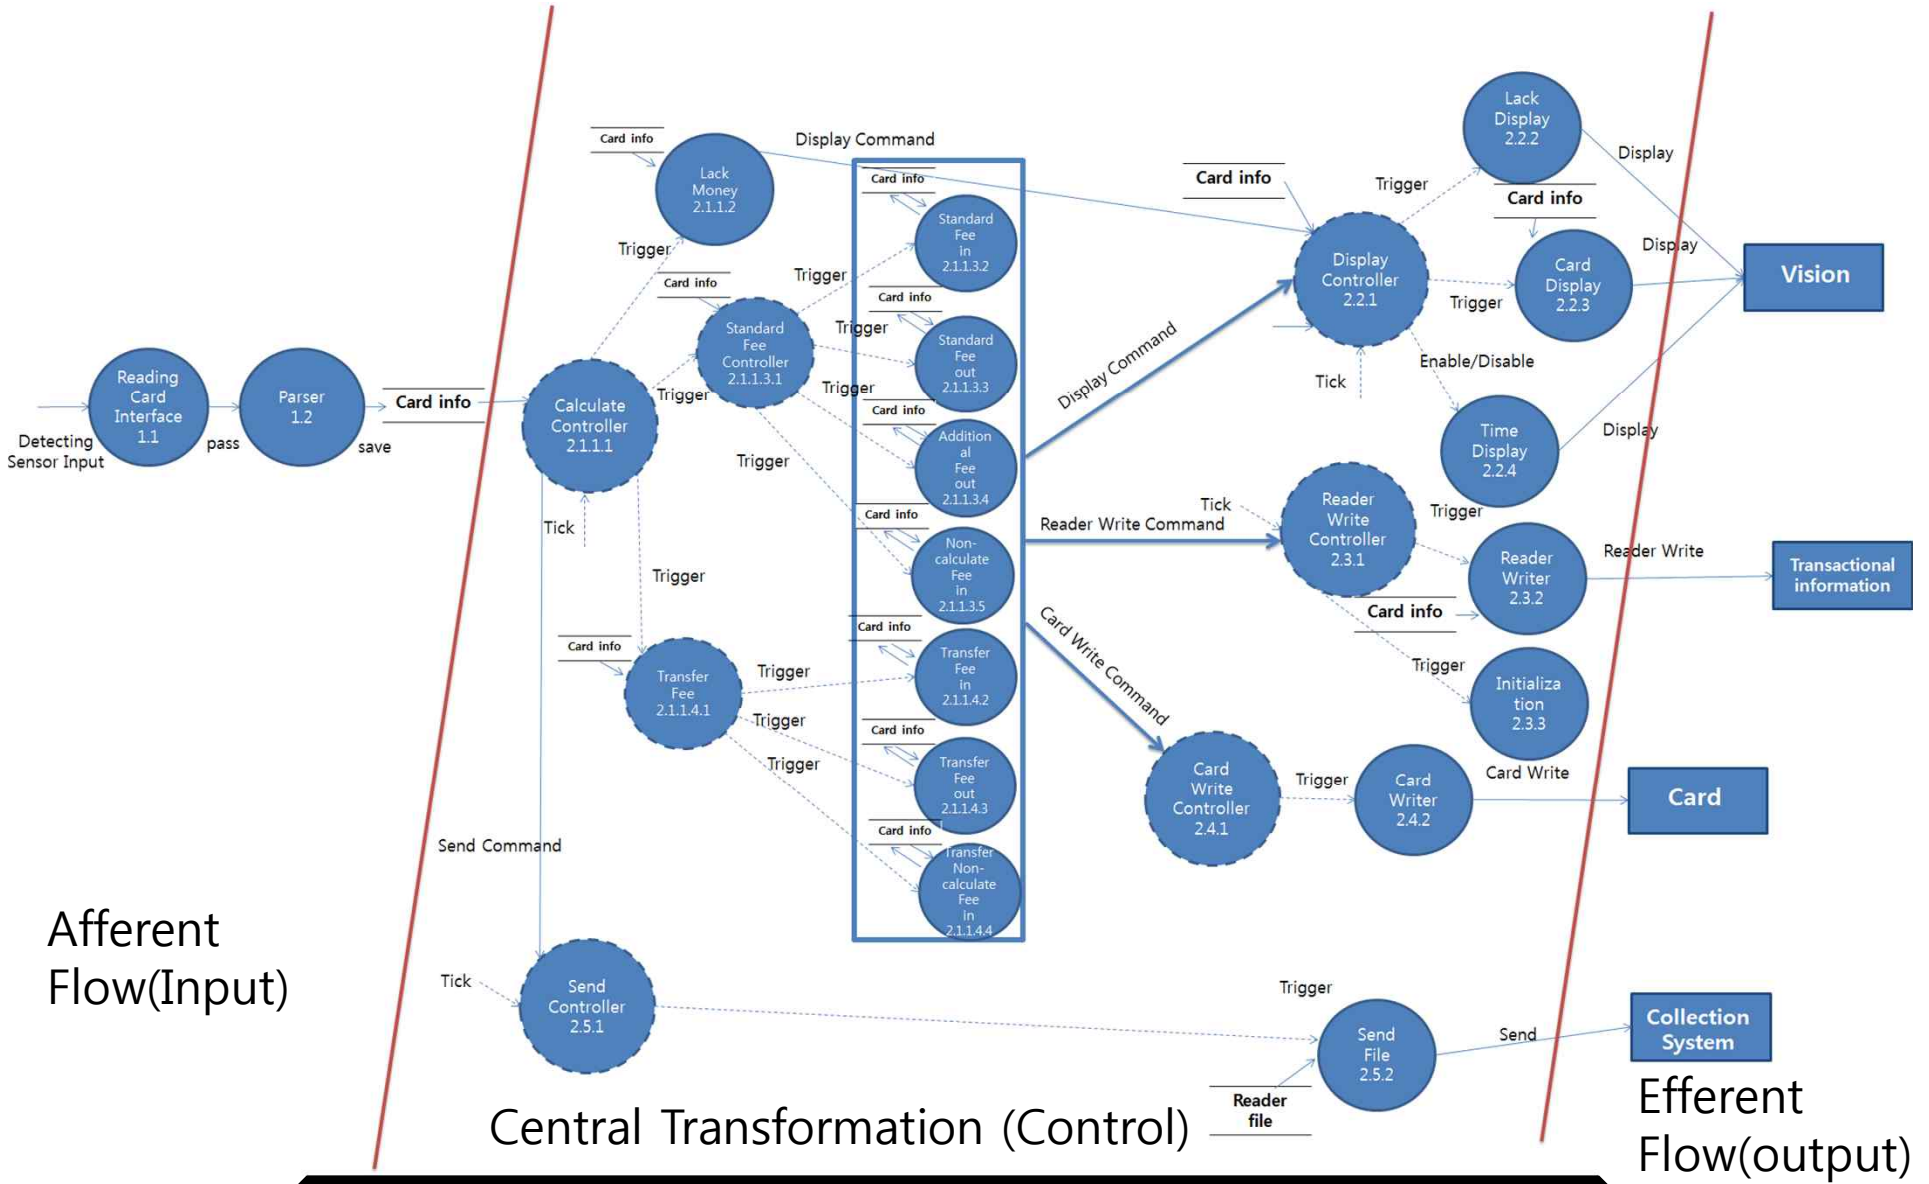 Detecting
Sensor Input
Reading
Card
Interface
1.1
pass
Parser
1.2
save
Card info
Calculate
Controller
2.1.1.1
Tick
Trigger
Card info
Lack
Money
2.1.1.2
Display Command
Trigger
Card info
Standard
Fee
Controller
2.1.1.3.1
Trigger
Trigger
Trigger
Trigger
Card info
Standard
Fee
in
2.1.1.3.2
Card info
Standard
Fee
out
2.1.1.3.3
Card info
Addition
al
Fee
out
2.1.1.3.4
Card info
Non-
calculate
Fee
in
2.1.1.3.5
Trigger
Card info
Transfer
Fee
2.1.1.4.1
Trigger
Trigger
Trigger
Card info
Transfer
Fee
in
2.1.1.4.2
Card info
Transfer
Fee
out
2.1.1.4.3
Card info
Transfer
Non-
calculate
Fee
in
2.1.1.4.4
Send Command
Tick
Send
Controller
2.5.1
Display Command
Reader Write Command
Card Write Command
Card info
Display
Controller
2.2.1
Tick
Trigger
Lack
Display
2.2.2
Display
Card info
Trigger
Card
Display
2.2.3
Display
Enable/Disable
Time
Display
2.2.4
Display
Vision
Tick
Reader
Write
Controller
2.3.1
Trigger
Reader
Writer
2.3.2
Card info
Reader Write
Transactional
information
Trigger
Initializa
tion
2.3.3
Card
Write
Controller
2.4.1
Trigger
Card
Writer
2.4.2
Card Write
Card
Trigger
Send
File
2.5.2
Reader
file
Send
Collection
System
Afferent
Flow(Input)
Central Transformation (Control)
Efferent
Flow(output)